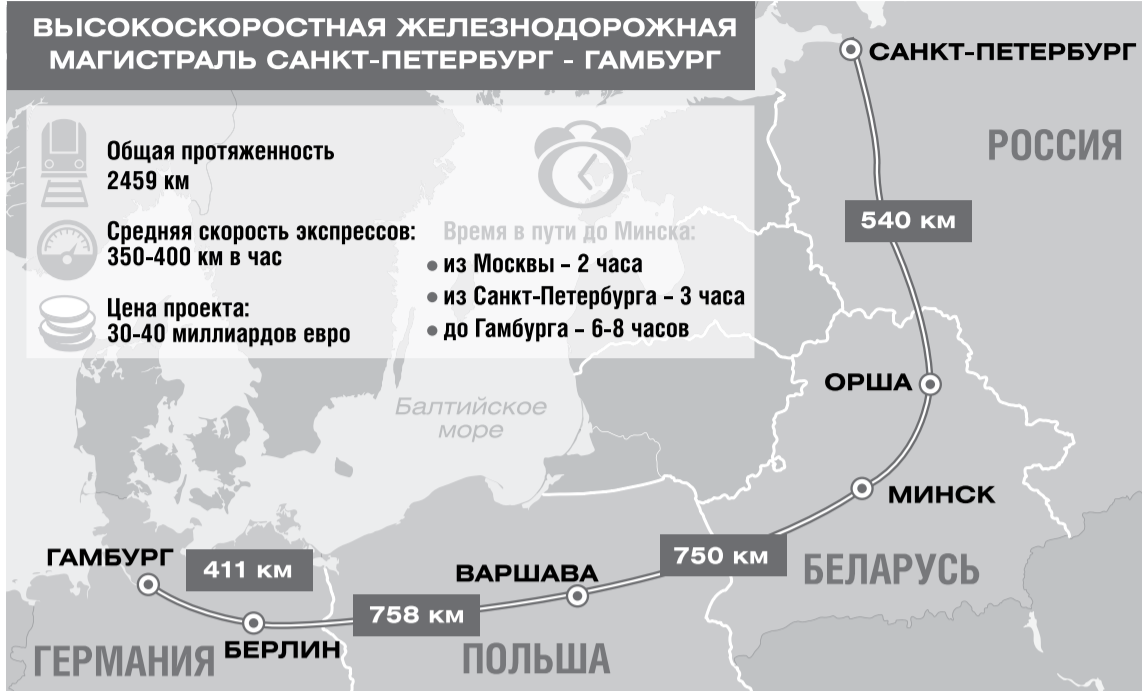 ВЫСОКОСКОРОСТНАЯ ЖЕЛЕЗНОДОРОЖНАЯ
МАГИСТРАЛЬ САНКТ-ПЕТЕРБУРГ - ГАМБУРГ
Общая протяженность
2459 км
Средняя скорость экспрессов:
350-400 км в час
Цена проекта:
30-40 миллиардов евро
Время в пути до Минска:
• из Москвы – 2 часа
• из Санкт-Петербурга – 3 часа
• до Гамбурга – 6-8 часов
САНКТ-ПЕТЕРБУРГ
РОССИЯ
540 км
ОРША
Балтийское
море
МИНСК
750 км
БЕЛАРУСЬ
ГАМБУРГ
411 км
ВАРШАВА
758 км
БЕРЛИН
ГЕРМАНИЯ
ПОЛЬША